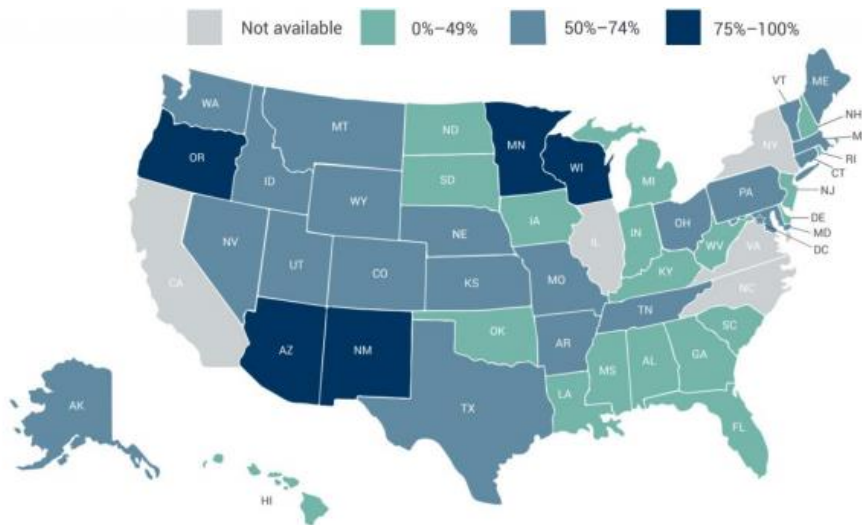 Not available 0%–49% 50%–74% 75%–100%
VT ME
WA
NH
MT ND
MN
M
OR
NY
WI
RI
ID
SD
MI
CT
WY
PA
NJ
IA
NE
OH
DE
NV
IL IN
MD
UT
WV
VA
DC
CO
CA
KS
MO
KY
NC
TN
OK
SC
AZ NM
AR
MS AL GA
TX
LA
AK
FL
HI